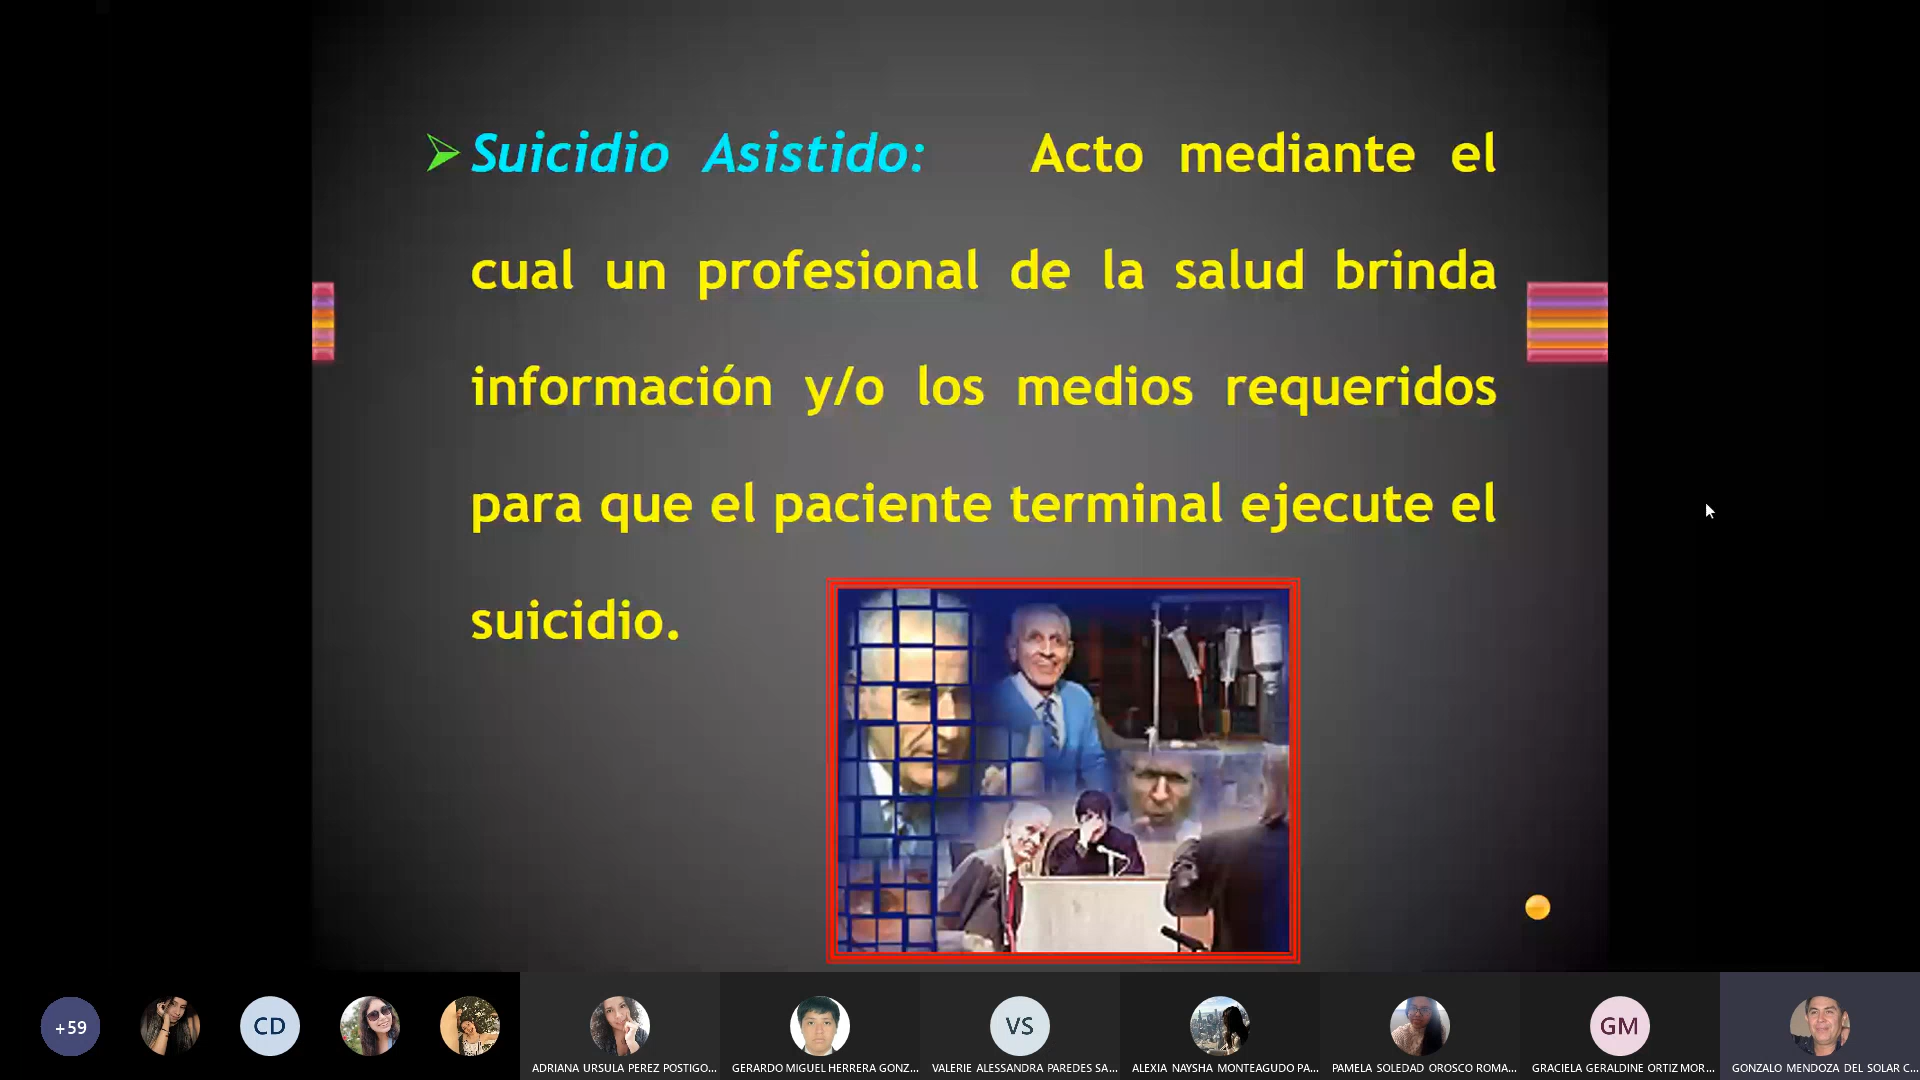 Suicidio Asistido: Acto mediante el
cual un profesional de la salud brinda
información y/o los medios requeridos
para que el paciente terminal ejecute el
suicidio.
+59
CD
VS
GM
ADRIANA URSULA PEREZ POSTIGO...
GERARDO MIGUEL HERRERA GONZ...
VALERIE ALESSANDRA PAREDES SA...
ALEXIA NAYSHA MONTEAGUDO PA...
PAMELA SOLEDAD OROSCO ROMA...
GRACIELA GERALDINE ORTIZ MOR...
GONZALO MENDOZA DEL SOLAR C...